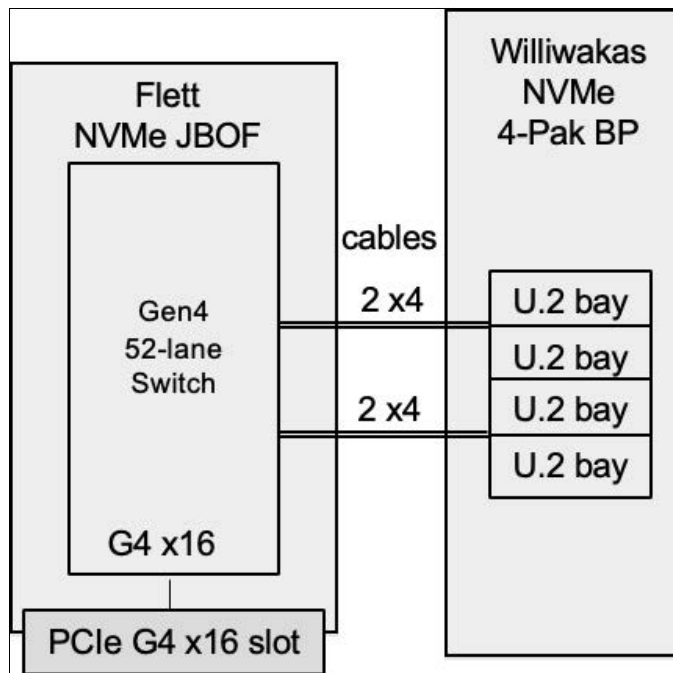 Flett
NVMe JBOF
Gen4
52-lane
Switch
G4 x16
PCIe G4 x16 slot
cables
2 x4
2 x4
Williwakas
NVMe
4-Pak BP
U.2 bay
U.2 bay
U.2 bay
U.2 bay